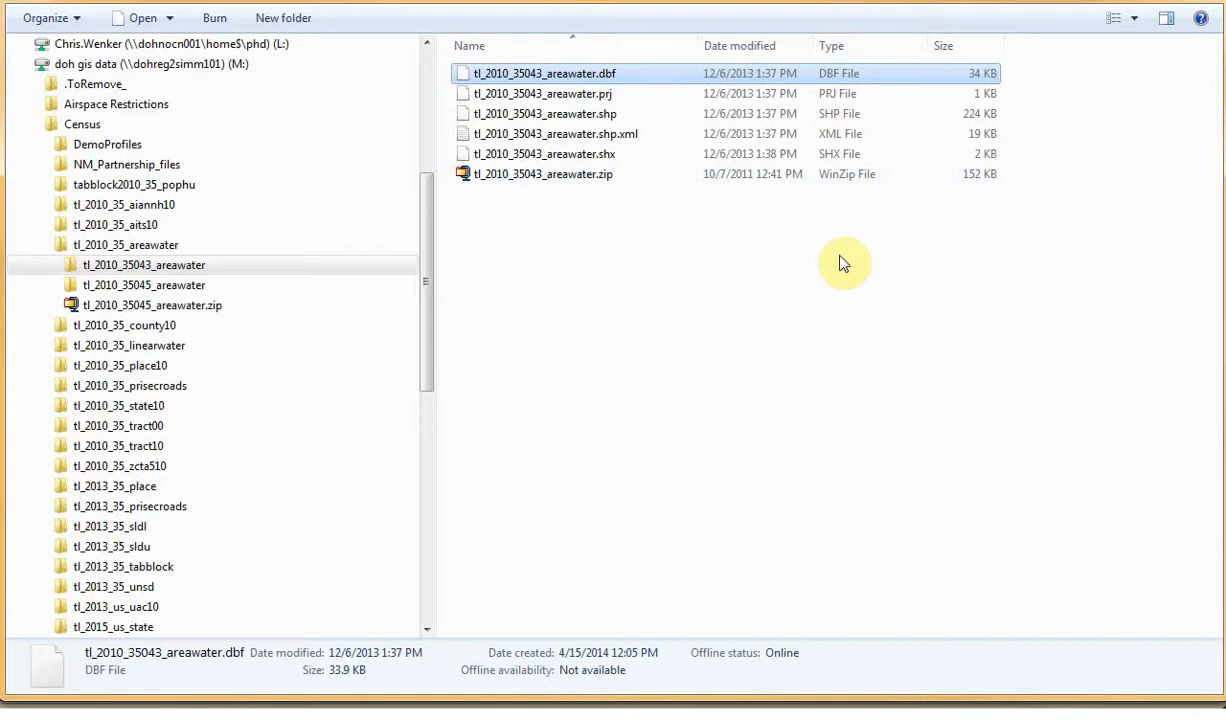 Organize Open Burn New folder
Name Date modified Type Size
Chris.Wenker (\\dohnocn001\home$\phd) (L:)
doh gis data (\\dohreg2simm101) (M:)
.ToRemove_
Airspace Restrictions
Census
DemoProfiles
NM_Partnership_files
tabblock2010_35_pophu
tl_2010_35_aiannh10
tl_2010_35_aits10
tl_2010_35_areawater
tl_2010_35043_areawater
tl_2010_35045_areawater
tl_2010_35045_areawater.zip
tl_2010_35_county10
tl_2010_35_linearwater
tl_2010_35_place10
tl_2010_35_prisecroads
tl_2010_35_state10
tl_2010_35_tract00
tl_2010_35_tract10
tl_2010_35_zcta510
tl_2013_35_place
tl_2013_35_prisecroads
tl_2013_35_sldl
tl_2013_35_sldu
tl_2013_35_tabblock
tl_2013_35_unsd
tl_2013_us_uac10
tl_2015_us_state
tl_2010_35043_areawater.dbf 12/6/2013 1:37 PM DBF File 34 KB
tl_2010_35043_areawater.prj 12/6/2013 1:37 PM PRJ File 1 KB
tl_2010_35043_areawater.shp 12/6/2013 1:37 PM SHP File 224 KB
tl_2010_35043_areawater.shp.xml 12/6/2013 1:37 PM XML File 19 KB
tl_2010_35043_areawater.shx 12/6/2013 1:38 PM SHX File 2 KB
tl_2010_35043_areawater.zip 10/7/2011 12:41 PM WinZip File 152 KB
tl_2010_35043_areawater.dbf Date modified: 12/6/2013 1:37 PM Date created: 4/15/2014 12:05 PM Offline status: Online
DBF File Size: 33.9 KB Offline availability: Not available